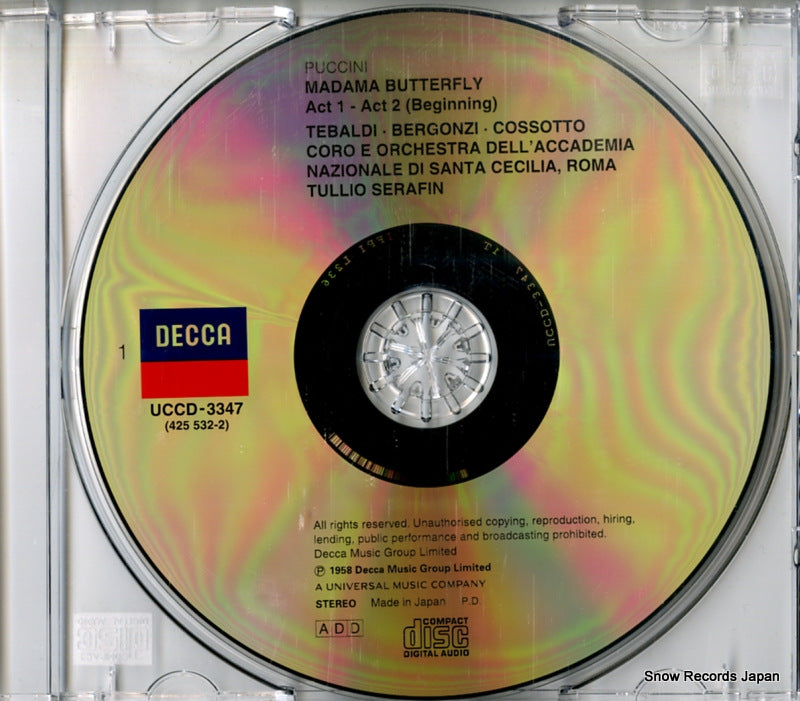 PUCCINI
MADAMA BUTTERFLY
Act 1 - Act 2 (Beginning)
TEBALDI · BERGONZI · COSSOTTO
CORO E ORCHESTRA DELL'ACCADEMIA
NAZIONALE DI SANTA CECILIA, ROMA
TULLIO SERAFIN
UCCD-3347
1
DECCA
UCCD-3347
(425 532-2)
All rights reserved. Unauthorised copying, reproduction, hiring,
lending, public performance and broadcasting prohibited.
Decca Music Group Limited
℗ 1958 Decca Music Group Limited
A UNIVERSAL MUSIC COMPANY
STEREO Made in Japan P.D.
ADD
COMPACT
disc
DIGITAL AUDIO
Snow Records Japan